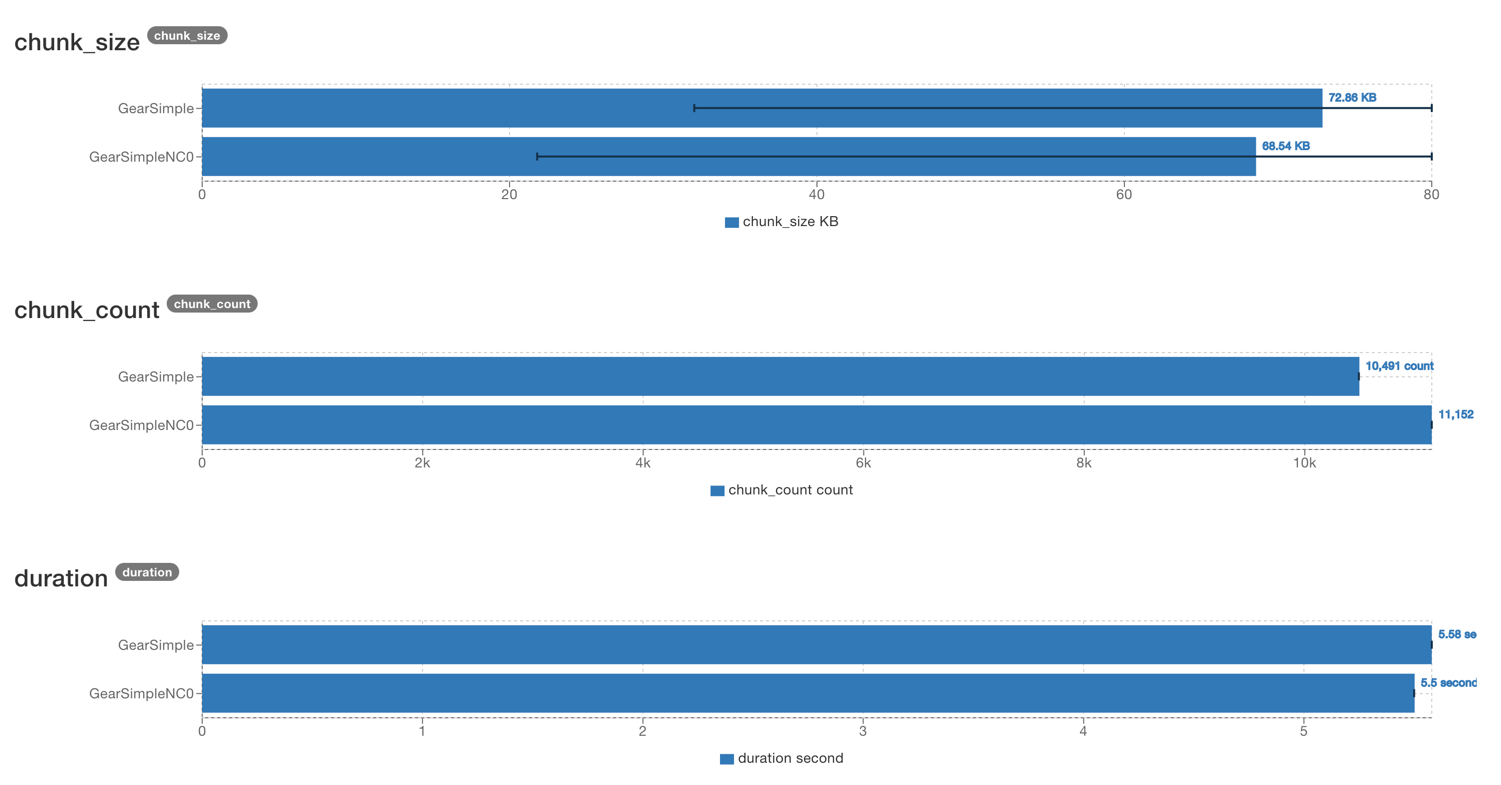 chunk_size chunk_size
GearSimple 72.86 KB
GearSimpleNC0 68.54 KB
0 20 40 60 80
chunk_size KB
chunk_count chunk_count
GearSimple 10,491 count
GearSimpleNC0 11,152
0 2k 4k 6k 8k 10k
chunk_count count
duration duration
GearSimple 5.58 se
GearSimpleNC0 5.5 second
0 1 2 3 4 5
duration second